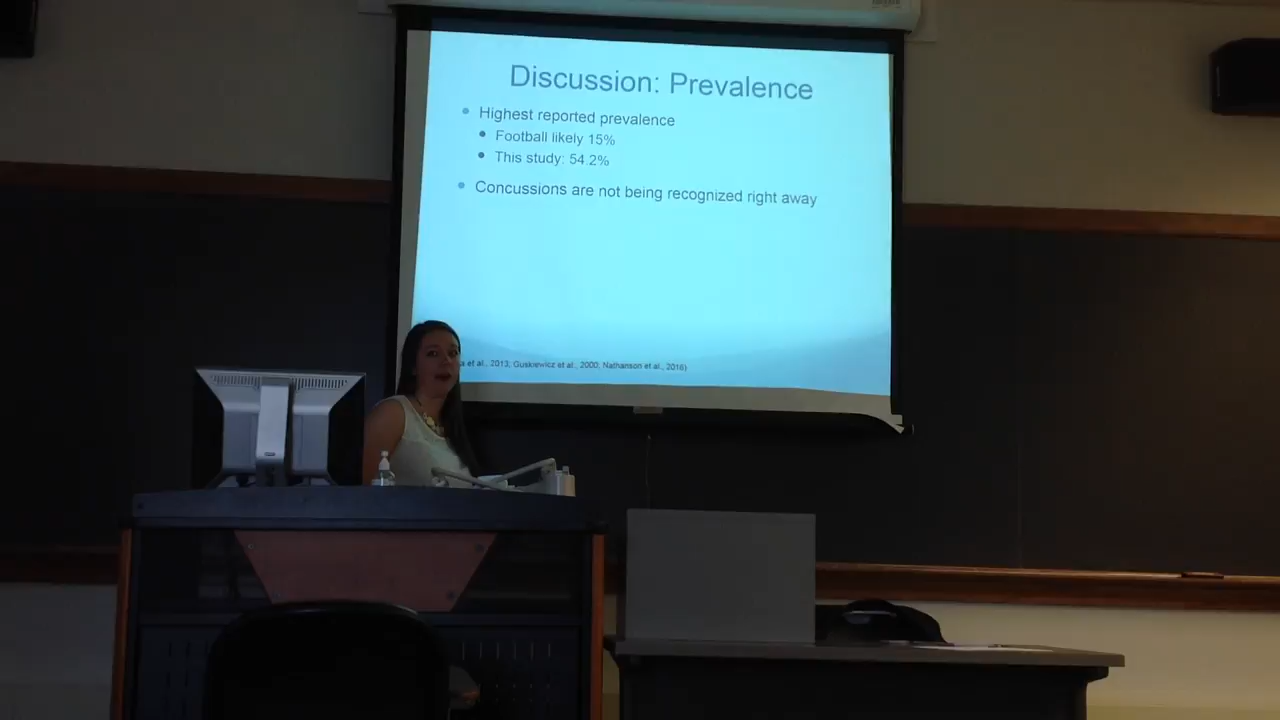 Discussion: Prevalence
Highest reported prevalence
Football likely 15%
This study: 54.2%
Concussions are not being recognized right away
et al., 2013; Guskiewicz et al., 2000; Nathanson et al., 2016)